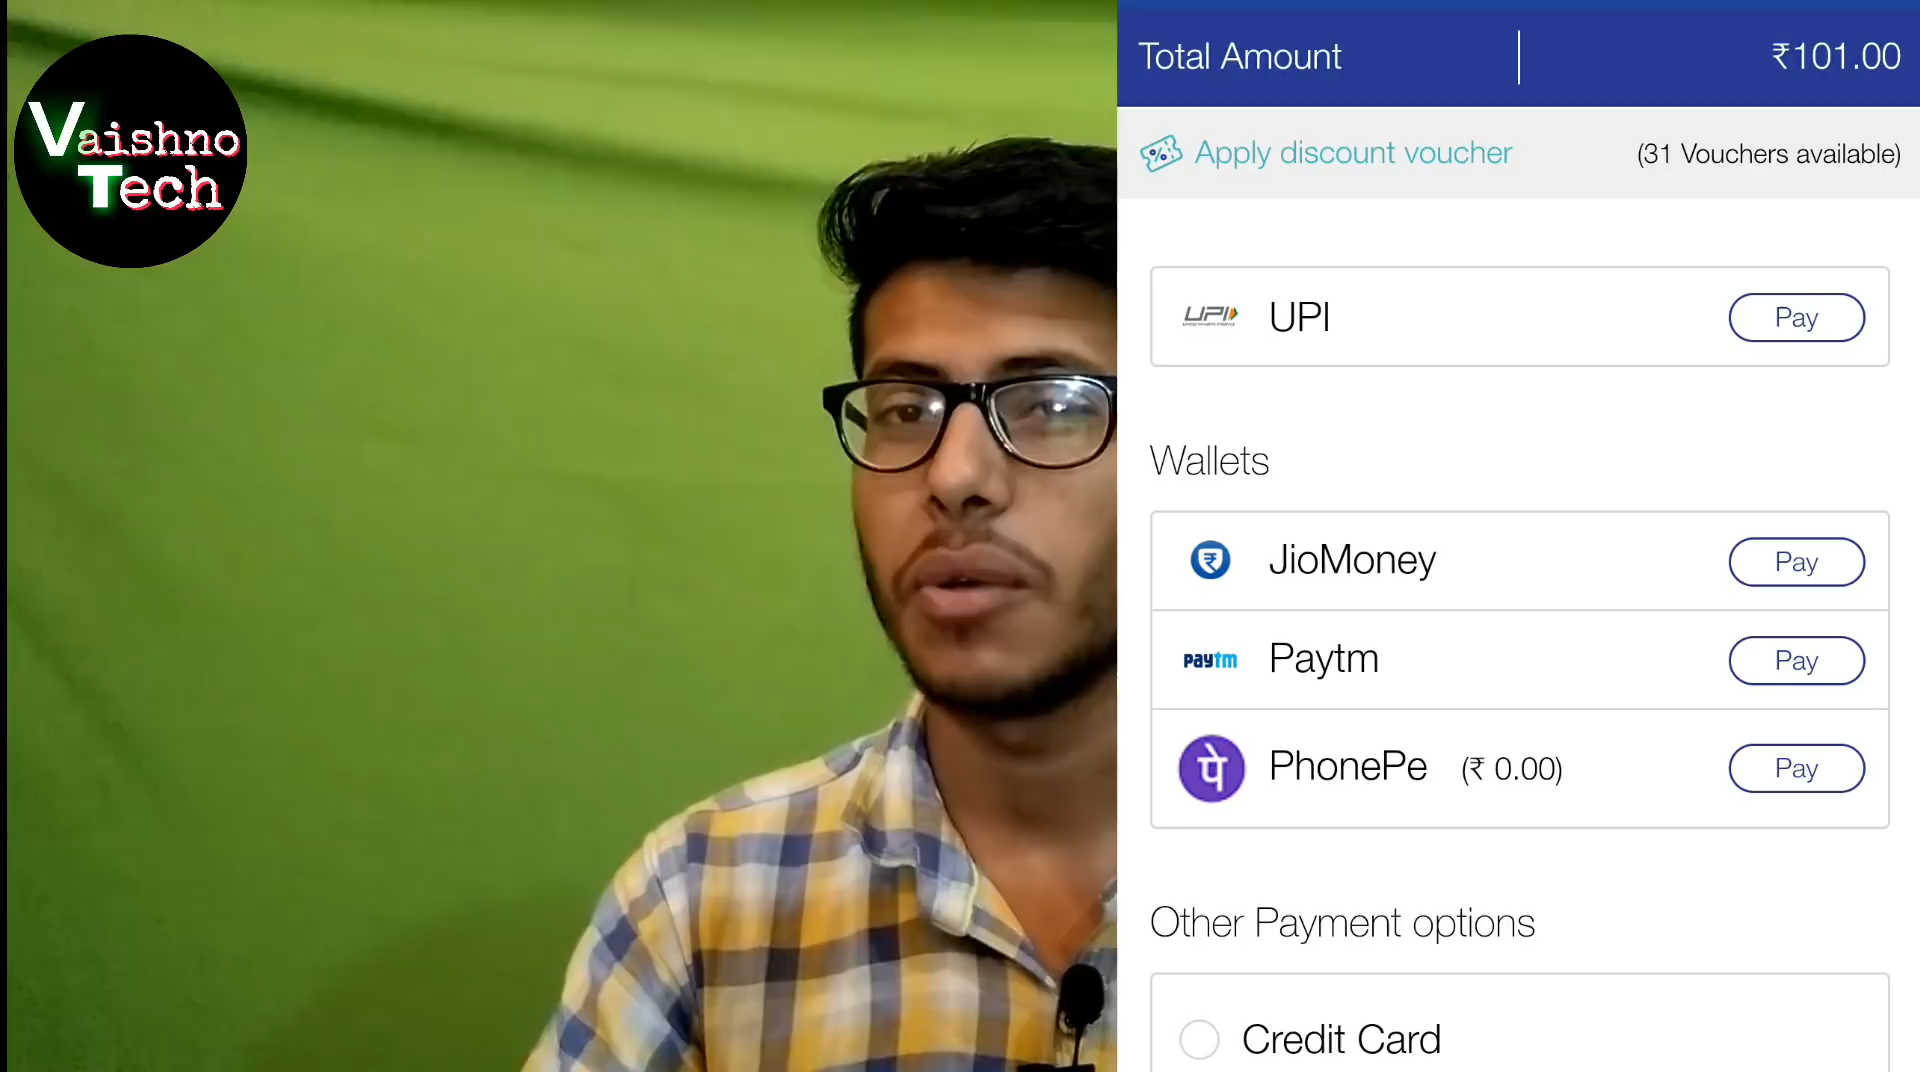 Vaishno
Tech
Total Amount ₹101.00
Apply discount voucher (31 Vouchers available)
UPI UPI Pay
Wallets
JioMoney Pay
paytm Paytm Pay
पे PhonePe (₹ 0.00) Pay
Other Payment options
Credit Card